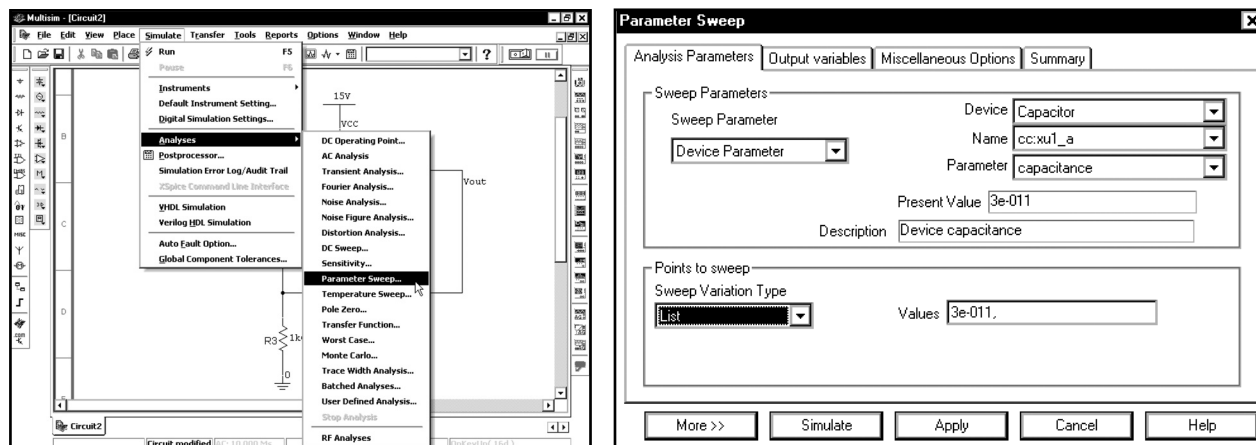 Multisim - [Circuit2]
File Edit View Place Simulate Transfer Tools Reports Options Window Help
Run F5
Pause F6
Instruments
Default Instrument Setting...
Digital Simulation Settings...
Analyses
Postprocessor...
Simulation Error Log/Audit Trail
XSpice Command Line Interface
VHDL Simulation
Verilog HDL Simulation
Auto Fault Option...
Global Component Tolerances...
DC Operating Point...
AC Analysis
Transient Analysis...
Fourier Analysis...
Noise Analysis...
Noise Figure Analysis...
Distortion Analysis...
DC Sweep...
Sensitivity...
Parameter Sweep...
Temperature Sweep...
Pole Zero...
Transfer Function...
Worst Case...
Monte Carlo...
Trace Width Analysis...
Batched Analyses...
User Defined Analysis...
Stop Analysis
RF Analyses
15V
VCC
Vout
B
C
D
R3
0
MISC
Circuit2
Circuit modified
Parameter Sweep
Analysis Parameters Output variables Miscellaneous Options Summary
Sweep Parameters
Sweep Parameter
Device Parameter
Device Capacitor
Name cc:xu1_a
Parameter capacitance
Present Value 3e-011
Description Device capacitance
Points to sweep
Sweep Variation Type
List
Values 3e-011,
More >> Simulate Apply Cancel Help